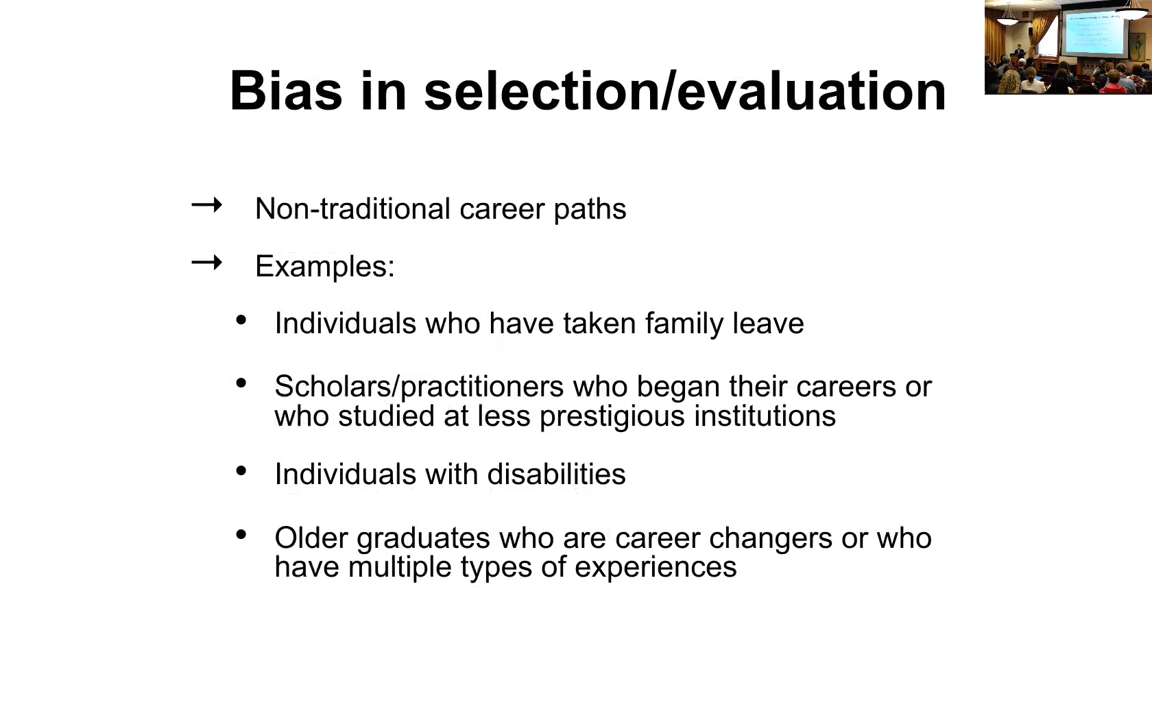 Bias in selection/evaluation
→ Non-traditional career paths
→ Examples:
• Individuals who have taken family leave
• Scholars/practitioners who began their careers or
who studied at less prestigious institutions
• Individuals with disabilities
• Older graduates who are career changers or who
have multiple types of experiences